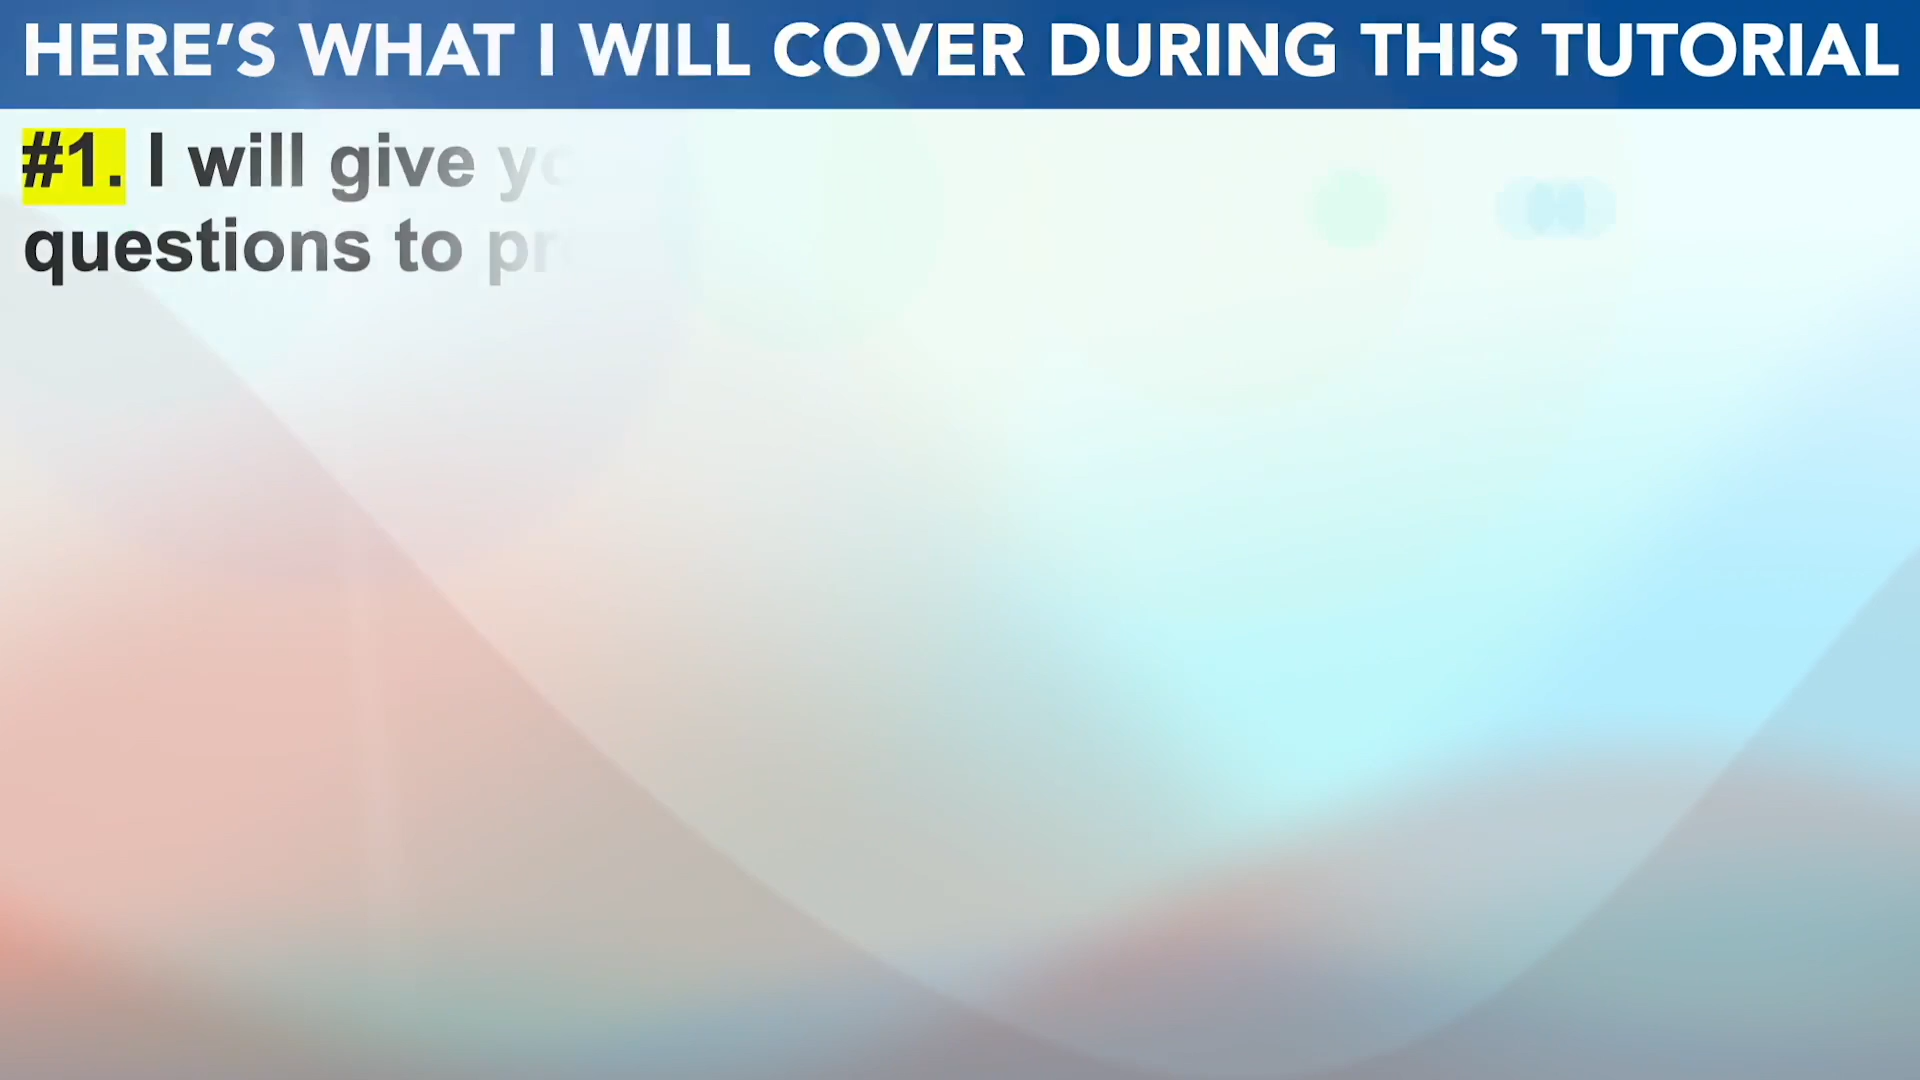 HERE'S WHAT I WILL COVER DURING THIS TUTORIAL
#1. I will give
questions to